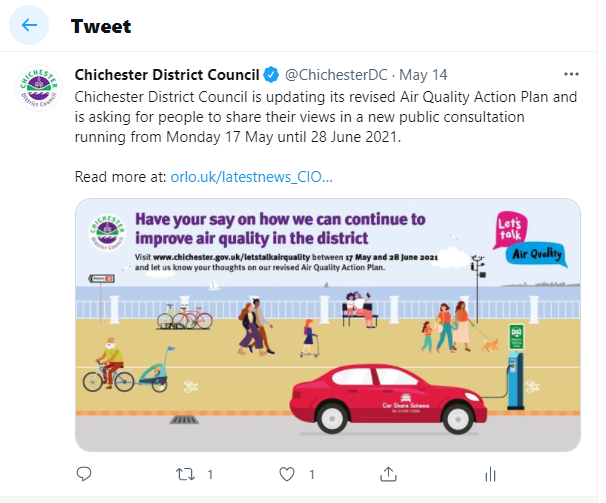 Tweet
Chichester District Council @ChichesterDC · May 14
Chichester District Council is updating its revised Air Quality Action Plan and
is asking for people to share their views in a new public consultation
running from Monday 17 May until 28 June 2021.
Read more at: orlo.uk/latestnews_CIO...
CHICHESTER
District Council
Have your say on how we can continue to
improve air quality in the district
Visit www.chichester.gov.uk/letstalkairquality between 17 May and 28 June 2021
and let us know your thoughts on our revised Air Quality Action Plan.
Let's
talk
Air Quality
Car Share Scheme
1
1